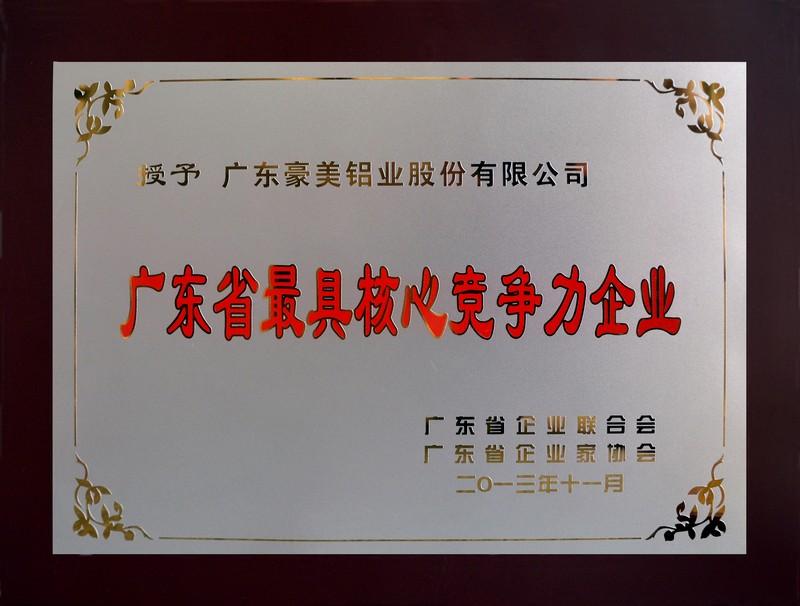 授予 广东豪美铝业股份有限公司
广东省最具核心竞争力企业
广东省企业联合会
广东省企业家协会
二〇一三年十一月